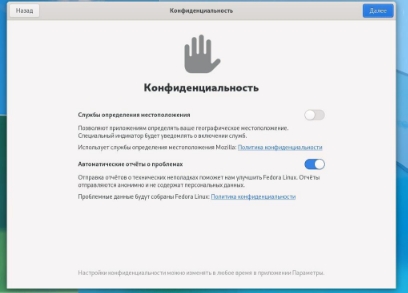 Назад
Конфиденциальность
Далее
Конфиденциальность
Службы определения местоположения
Позволяют приложениям определять ваше географическое местоположение.
Специальный индикатор будет уведомлять о включении служб.
Использует службы определения местоположения Mozilla: Политика конфиденциальности
Автоматические отчёты о проблемах
Отправка отчётов о технических неполадках поможет нам улучшить Fedora Linux. Отчёты
отправляются анонимно и не содержат персональных данных.
Проблемные данные будут собраны Fedora Linux: Политика конфиденциальности
Настройки конфиденциальности можно изменить в любое время в приложении Параметры.